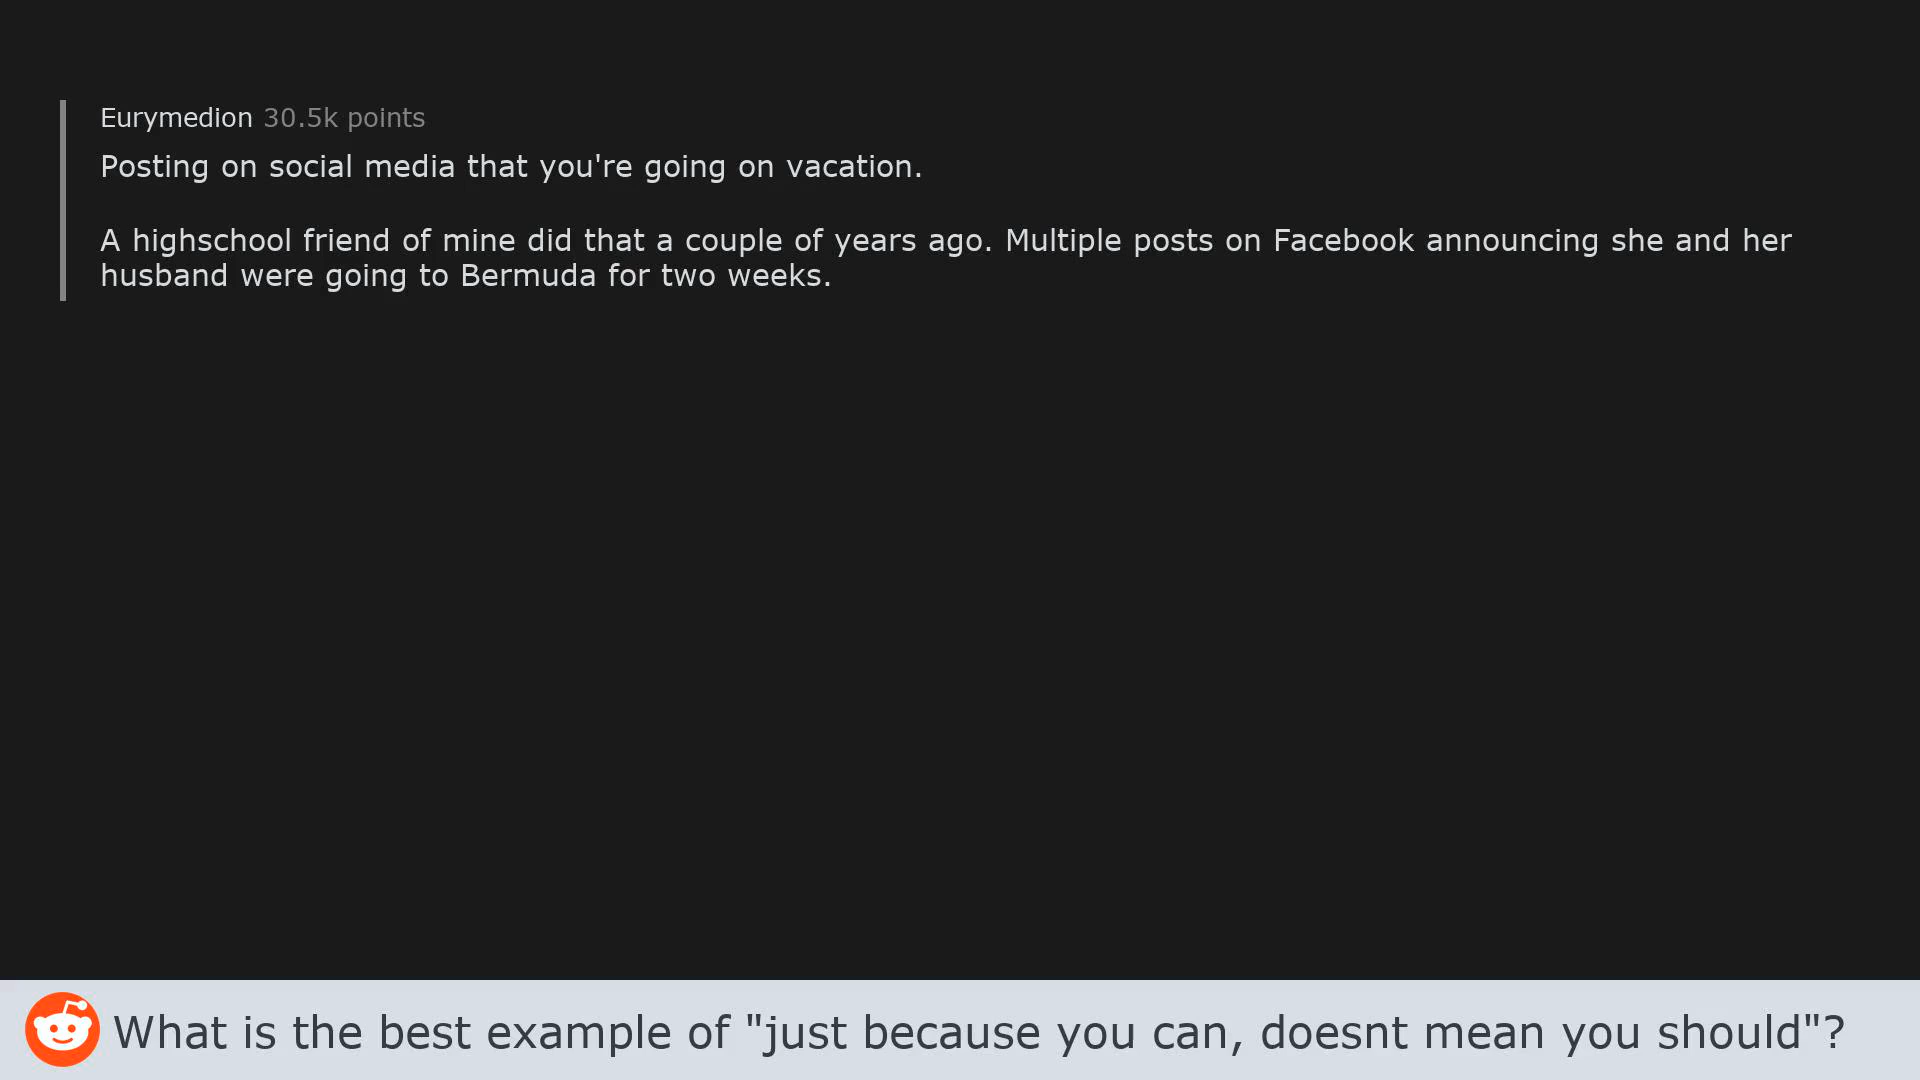 Eurymedion 30.5k points
Posting on social media that you're going on vacation.
A highschool friend of mine did that a couple of years ago. Multiple posts on Facebook announcing she and her
husband were going to Bermuda for two weeks.
What is the best example of "just because you can, doesnt mean you should"?